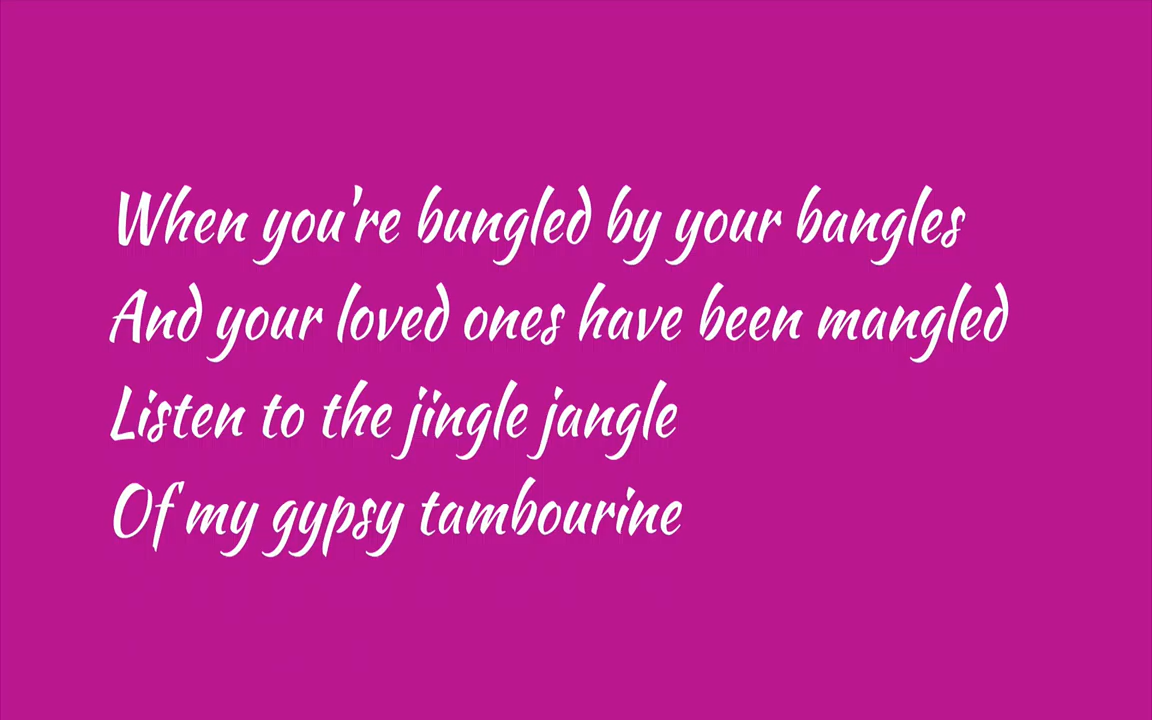 When you're bungled by your bangles
And your loved ones have been mangled
Listen to the jingle jangle
Of my gypsy tambourine